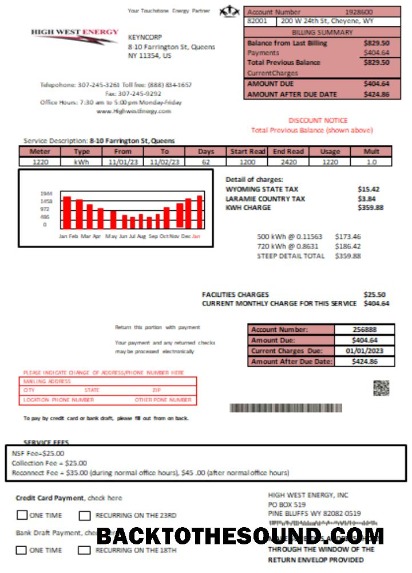 Your Touchstone Energy Partner
HIGH WEST ENERGY
KEYNCORP
8-10 Farrington St, Queens
NY 11354, US
Telephone: 307-245-3261 Toll fee: (888) 834-1657
Fax: 307-245-9292
Office Hours: 7:30 am to 5:00 pm Monday-Friday
www.Highwestenergy.com
Account Number 1928600
82001 200 W 24th St, Cheyene, WY
BILLING SUMMARY
Balance from Last Billing $829.50
Payments $404.64
Total Previous Balance $829.50
CurrentCharges
AMOUNT DUE $404.64
AMOUNT AFTER DUE DATE $424.86
DISCOUNT NOTICE
Total Previous Balance (shown above)
Service Description: 8-10 Farrington St, Queens
Meter Type From To Days Start Read End Read Usage Mult
1220 kWh 11/01/23 11/02/23 62 1200 2420 1220 1.0
1944
1458
972
486
0
Jan Feb Mar Apr May Jun Jul Aug Sep Oct Nov Dec Jan
Detail of charges:
WYOMING STATE TAX $15.42
LARAMIE COUNTRY TAX $3.84
KWH CHARGE $359.88
500 kWh @ 0.11563 $173.46
720 kWh @ 0.8631 $186.42
STEEP DETAIL TOTAL $359.88
FACILITIES CHARGES $25.50
CURRENT MONTHLY CHARGE FOR THIS SERVICE $404.64
Return this portion with payment
Your payment and any returned checks
may be processed electronically
Account Number: 256888
Amount Due: $404.64
Current Charges Due: 01/01/2023
Amount After Due Date: $424.86
PLEASE INDICATE CHANGE OF ADDRESS/PHONE NUMBER HERE
MAILING ADDRESS
CITY STATE ZIP
LOCATION PHONE NUMBER OTHER PONE NUMBER
To pay by credit card or bank draft, please fill out from on back.
SERVICE FEES
NSF Fee=$25.00
Collection Fee = $25.00
Reconnect Fee = $35.00 (during normal office hours), $45 .00 (after normal office hours)
Credit Card Payment, check here
ONE TIME RECURRING ON THE 23RD
Bank Draft Payment, check here
ONE TIME RECURRING ON THE 18TH
HIGH WEST ENERGY, INC
PO BOX 519
PINE BLUFFS WY 82082 0519
BACKTOTHESOUND.COM
THROUGH THE WINDOW OF THE
RETURN ENVELOP PROVIDED